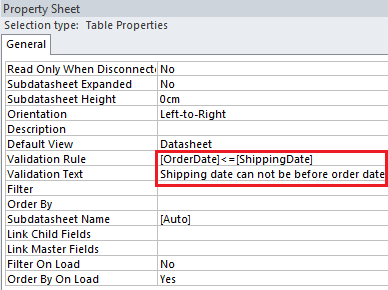 Property Sheet
Selection type: Table Properties
General
Read Only When Disconnecte No
Subdatasheet Expanded No
Subdatasheet Height 0cm
Orientation Left-to-Right
Description
Default View Datasheet
Validation Rule [OrderDate]<=[ShippingDate]
Validation Text Shipping date can not be before order date
Filter
Order By
Subdatasheet Name [Auto]
Link Child Fields
Link Master Fields
Filter On Load No
Order By On Load Yes